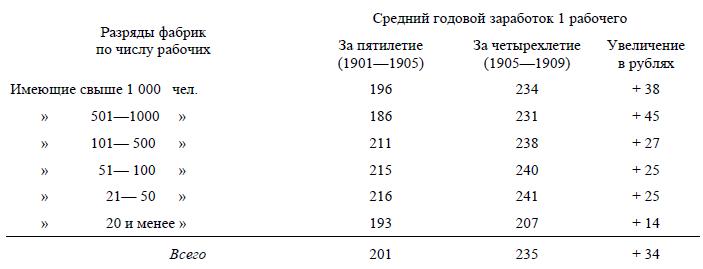 Разряды фабрик по числу рабочих Средний годовой заработок 1 рабочего
За пятилетие (1901—1905) За четырехлетие (1905—1909) Увеличение в рублях
Имеющие свыше 1 000 чел. 196 234 + 38
» 501—1000 » 186 231 + 45
» 101— 500 » 211 238 + 27
» 51— 100 » 215 240 + 25
» 21— 50 » 216 241 + 25
» 20 и менее » 193 207 + 14
Всего 201 235 + 34